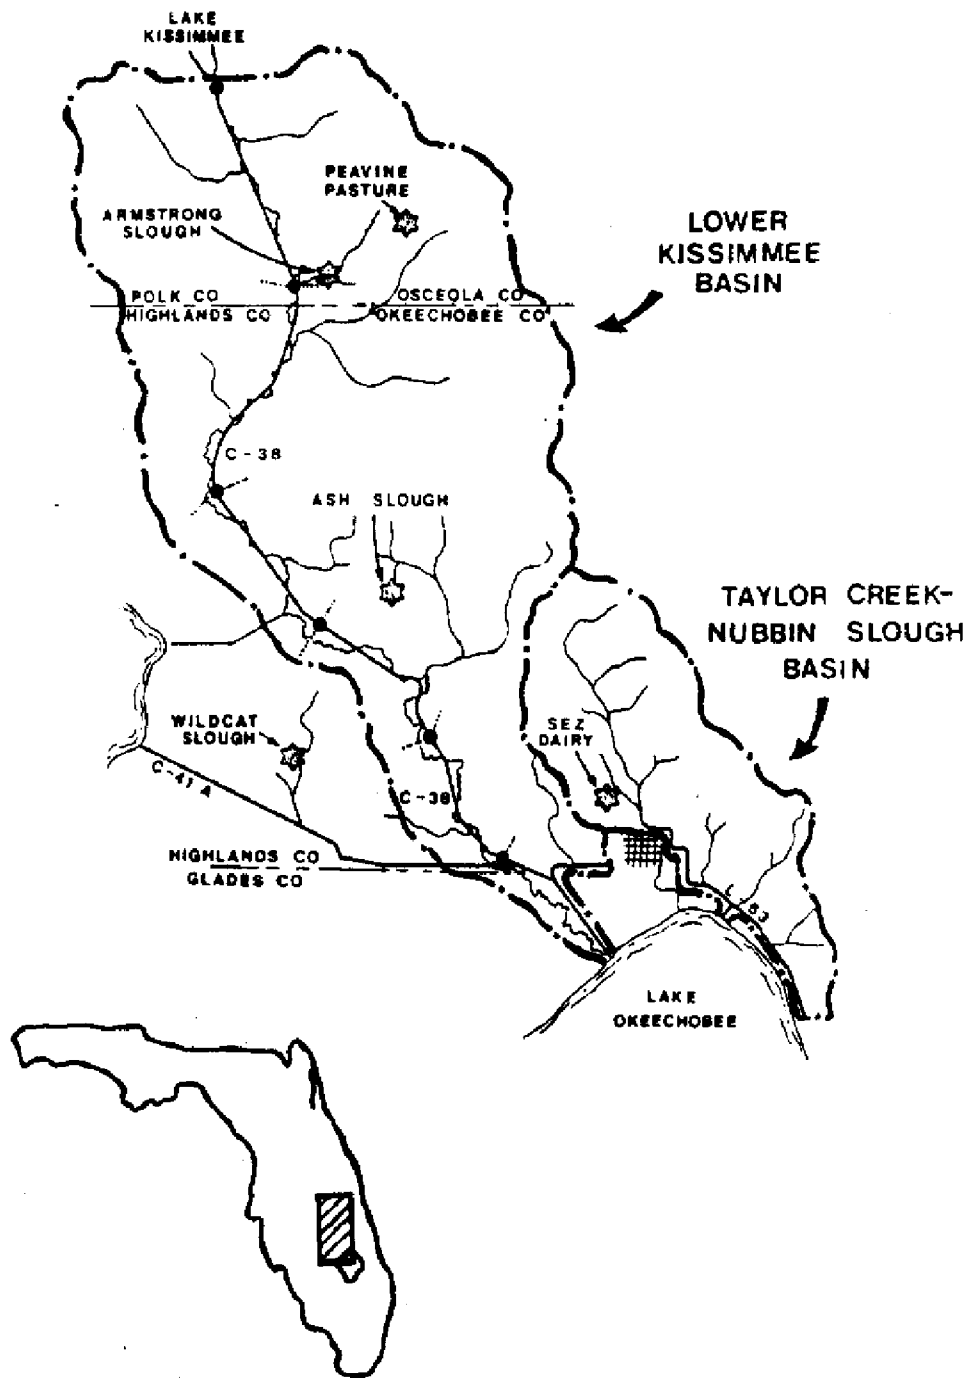 LAKE
KISSIMMEE
PEAVINE
PASTURE
ARMSTRONG
SLOUGH
LOWER
KISSIMMEE
BASIN
POLK CO
OSCEOLA CO
HIGHLANDS CO
OKEECHOBEE CO
C-38
ASH SLOUGH
TAYLOR CREEK-
NUBBIN SLOUGH
BASIN
WILDCAT
SLOUGH
SEZ
DAIRY
C-41 A
C-38
HIGHLANDS CO
GLADES CO
LAKE
OKEECHOBEE